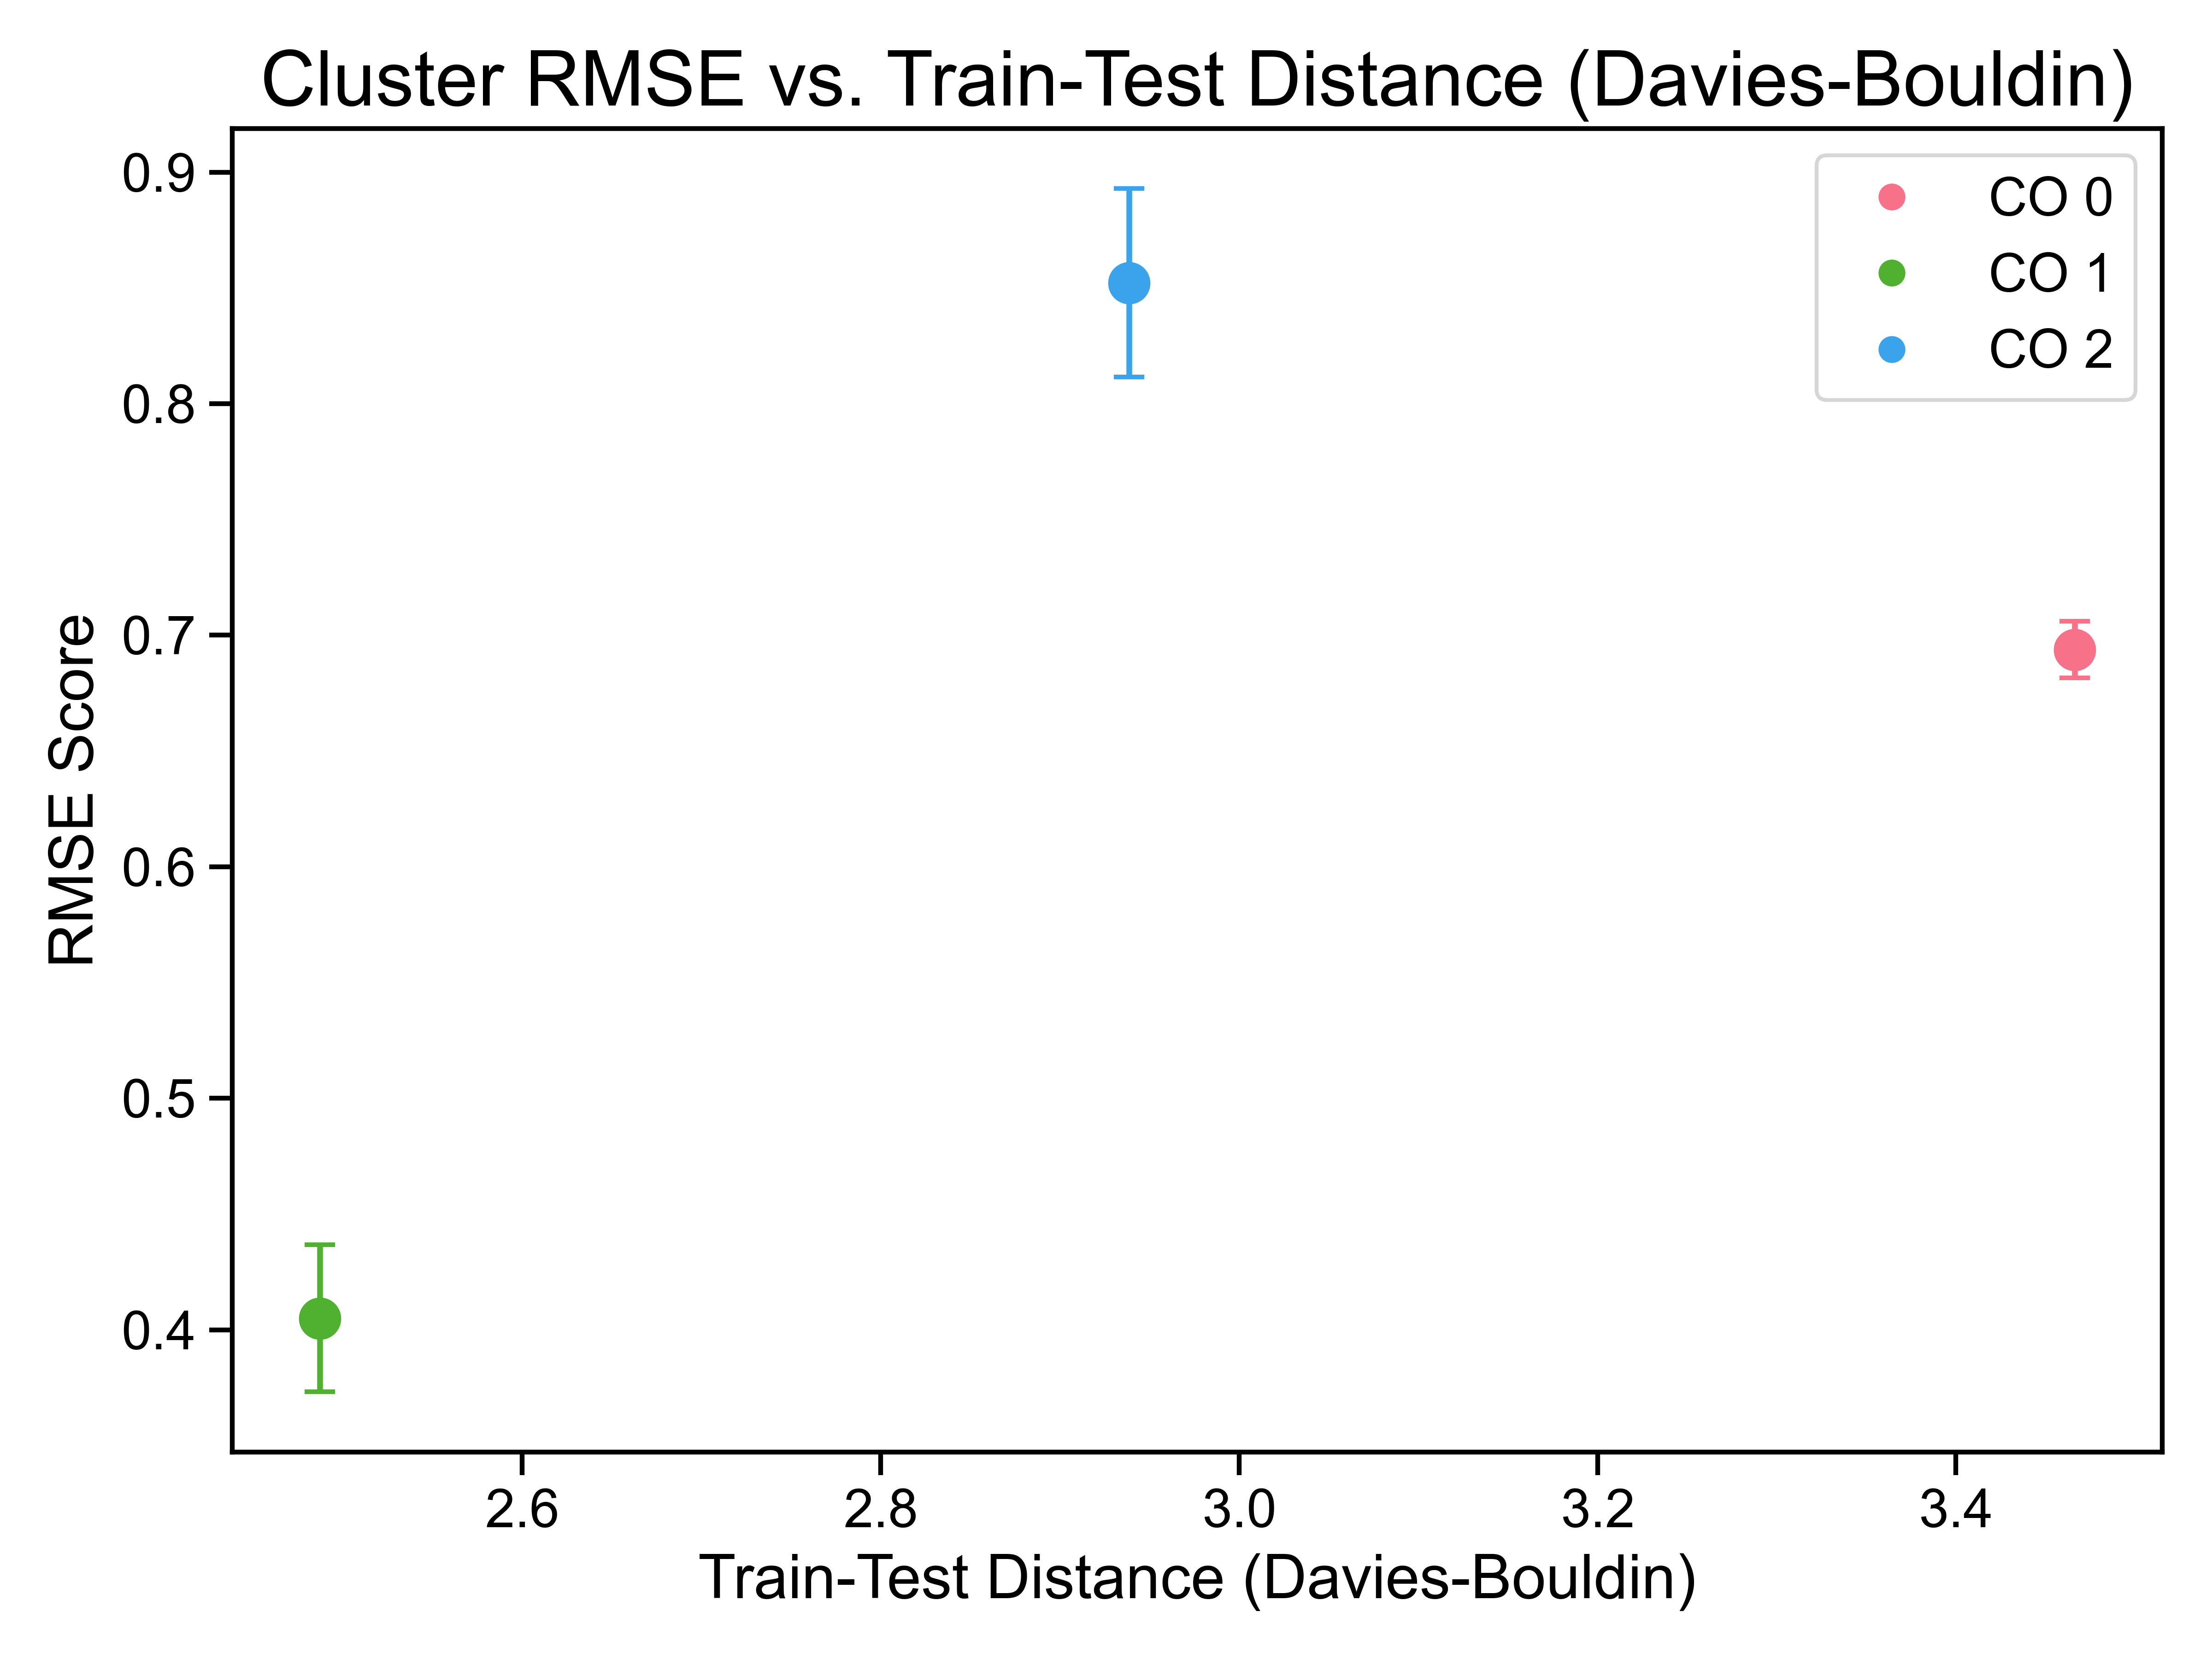 Cluster RMSE vs. Train-Test Distance (Davies-Bouldin)
0.9
0.8
0.7
0.6
0.5
0.4
RMSE Score
CO 0
CO 1
CO 2
2.6
2.8
3.0
3.2
3.4
Train-Test Distance (Davies-Bouldin)